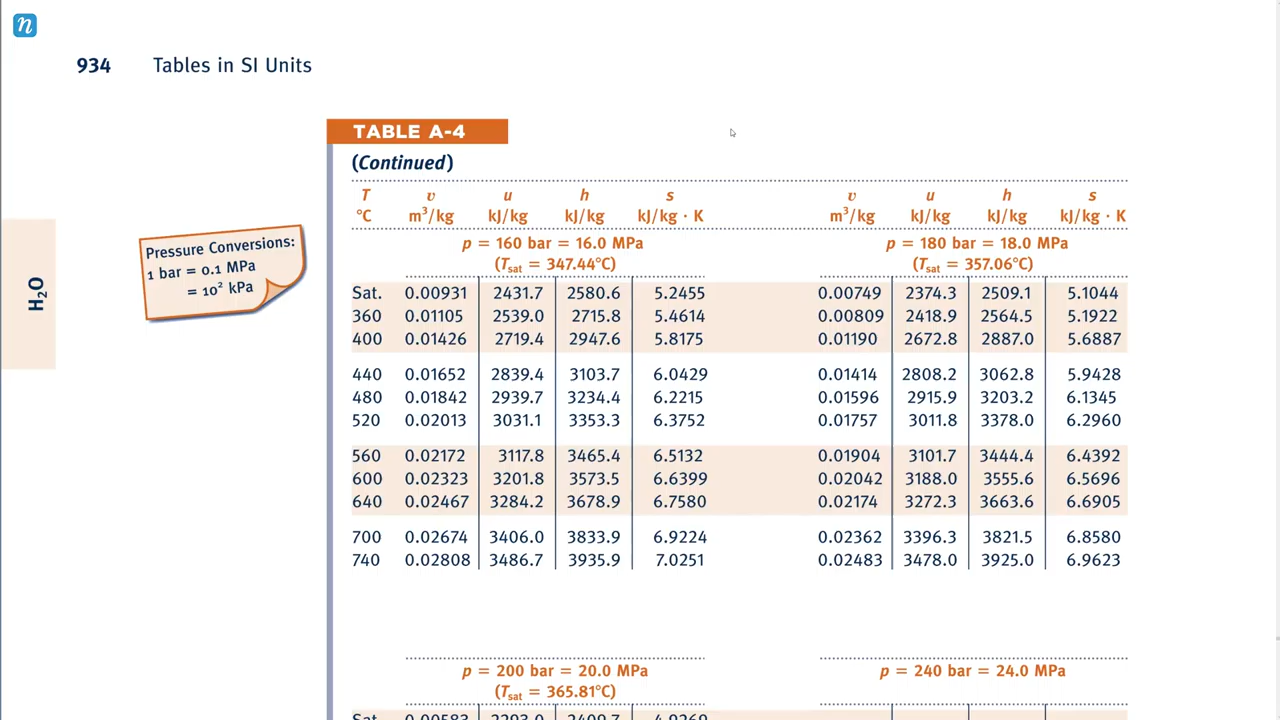 n
934 Tables in SI Units
TABLE A-4
(Continued)
T v u h s v u h s
°C m³/kg kJ/kg kJ/kg kJ/kg · K m³/kg kJ/kg kJ/kg kJ/kg · K
Pressure Conversions:
1 bar = 0.1 MPa
= 10² kPa
H₂O
p = 160 bar = 16.0 MPa p = 180 bar = 18.0 MPa
(Tsat = 347.44°C) (Tsat = 357.06°C)
Sat. 0.00931 2431.7 2580.6 5.2455 0.00749 2374.3 2509.1 5.1044
360 0.01105 2539.0 2715.8 5.4614 0.00809 2418.9 2564.5 5.1922
400 0.01426 2719.4 2947.6 5.8175 0.01190 2672.8 2887.0 5.6887
440 0.01652 2839.4 3103.7 6.0429 0.01414 2808.2 3062.8 5.9428
480 0.01842 2939.7 3234.4 6.2215 0.01596 2915.9 3203.2 6.1345
520 0.02013 3031.1 3353.3 6.3752 0.01757 3011.8 3378.0 6.2960
560 0.02172 3117.8 3465.4 6.5132 0.01904 3101.7 3444.4 6.4392
600 0.02323 3201.8 3573.5 6.6399 0.02042 3188.0 3555.6 6.5696
640 0.02467 3284.2 3678.9 6.7580 0.02174 3272.3 3663.6 6.6905
700 0.02674 3406.0 3833.9 6.9224 0.02362 3396.3 3821.5 6.8580
740 0.02808 3486.7 3935.9 7.0251 0.02483 3478.0 3925.0 6.9623
p = 200 bar = 20.0 MPa p = 240 bar = 24.0 MPa
(Tsat = 365.81°C)
Sat. 0.00583 2293.0 2409.7 4.9269